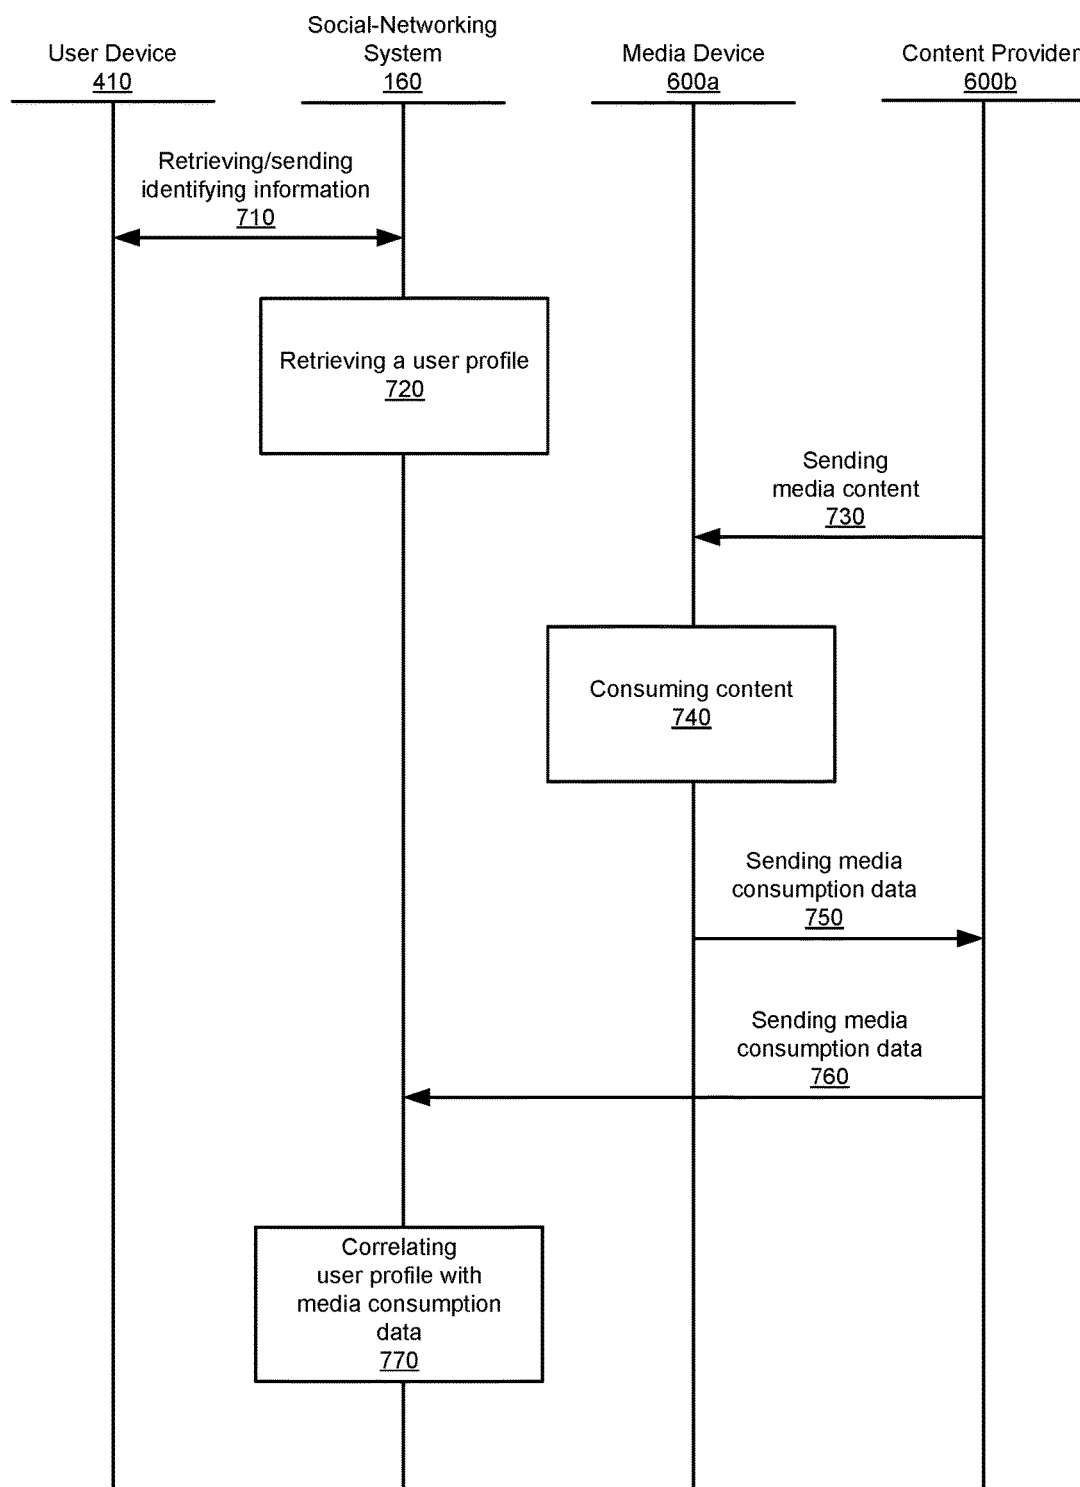 User Device
410
Social-Networking
System
160
Media Device
600a
Content Provider
600b
Retrieving/sending
identifying information
710
Retrieving a user profile
720
Sending
media content
730
Consuming content
740
Sending media
consumption data
750
Sending media
consumption data
760
Correlating
user profile with
media consumption
data
770